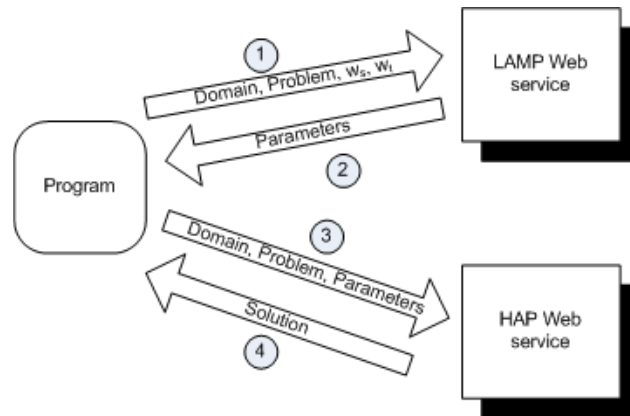 1
Domain, Problem, wₛ, wₜ
LAMP Web
service
Parameters
2
Program
3
Domain, Problem, Parameters
Solution
4
HAP Web
service